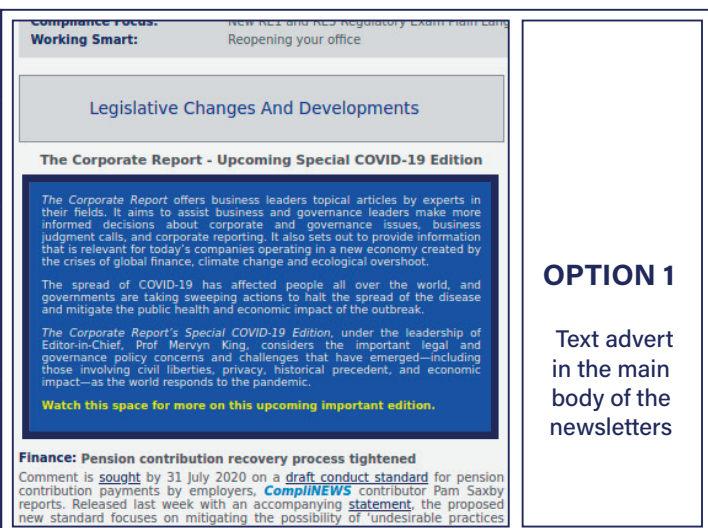 Compliance Focus: New RE1 and RE5 Regulatory Exam Plain Lang
Working Smart: Reopening your office
Legislative Changes And Developments
The Corporate Report - Upcoming Special COVID-19 Edition
The Corporate Report offers business leaders topical articles by experts in
their fields. It aims to assist business and governance leaders make more
informed decisions about corporate and governance issues, business
judgment calls, and corporate reporting. It also sets out to provide information
that is relevant for today's companies operating in a new economy created by
the crises of global finance, climate change and ecological overshoot.
The spread of COVID-19 has affected people all over the world, and
governments are taking sweeping actions to halt the spread of the disease
and mitigate the public health and economic impact of the outbreak.
The Corporate Report's Special COVID-19 Edition, under the leadership of
Editor-in-Chief, Prof Mervyn King, considers the important legal and
governance policy concerns and challenges that have emerged—including
those involving civil liberties, privacy, historical precedent, and economic
impact—as the world responds to the pandemic.
Watch this space for more on this upcoming important edition.
Finance: Pension contribution recovery process tightened
Comment is sought by 31 July 2020 on a draft conduct standard for pension
contribution payments by employers, CompliNEWS contributor Pam Saxby
reports. Released last week with an accompanying statement, the proposed
new standard focuses on mitigating the possibility of 'undesirable practices
OPTION 1
Text advert
in the main
body of the
newsletters